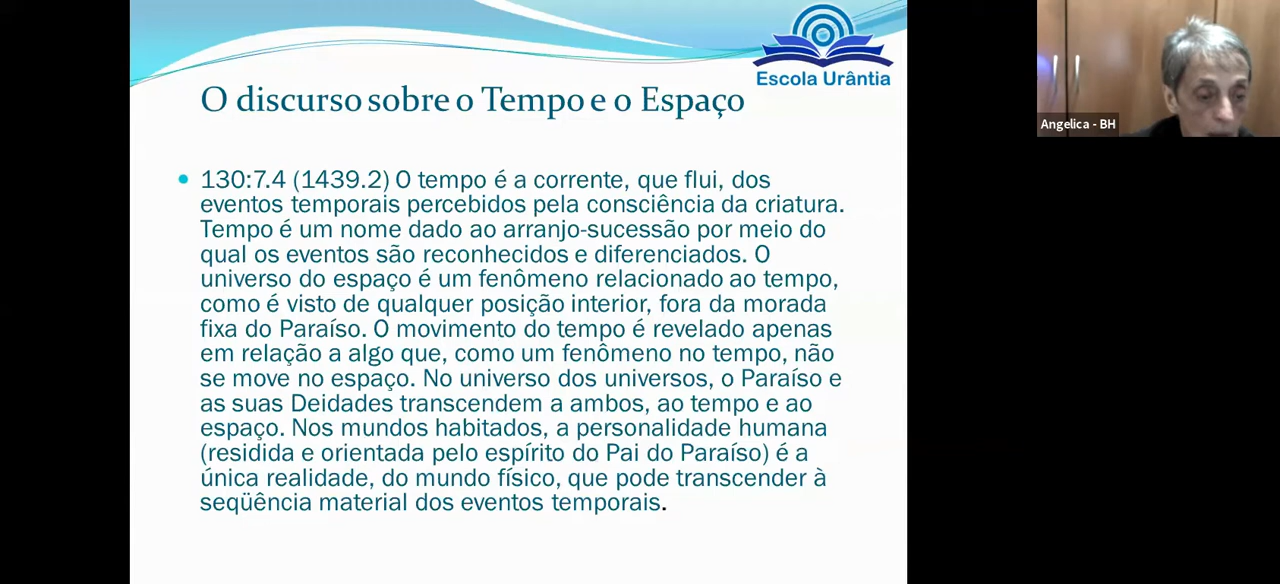 Escola Urântia
O discurso sobre o Tempo e o Espaço
Angelica - BH
• 130:7.4 (1439.2) O tempo é a corrente, que flui, dos
eventos temporais percebidos pela consciência da criatura.
Tempo é um nome dado ao arranjo-sucessão por meio do
qual os eventos são reconhecidos e diferenciados. O
universo do espaço é um fenômeno relacionado ao tempo,
como é visto de qualquer posição interior, fora da morada
fixa do Paraíso. O movimento do tempo é revelado apenas
em relação a algo que, como um fenômeno no tempo, não
se move no espaço. No universo dos universos, o Paraíso e
as suas Deidades transcendem a ambos, ao tempo e ao
espaço. Nos mundos habitados, a personalidade humana
(residida e orientada pelo espírito do Pai do Paraíso) é a
única realidade, do mundo físico, que pode transcender à
seqüência material dos eventos temporais.